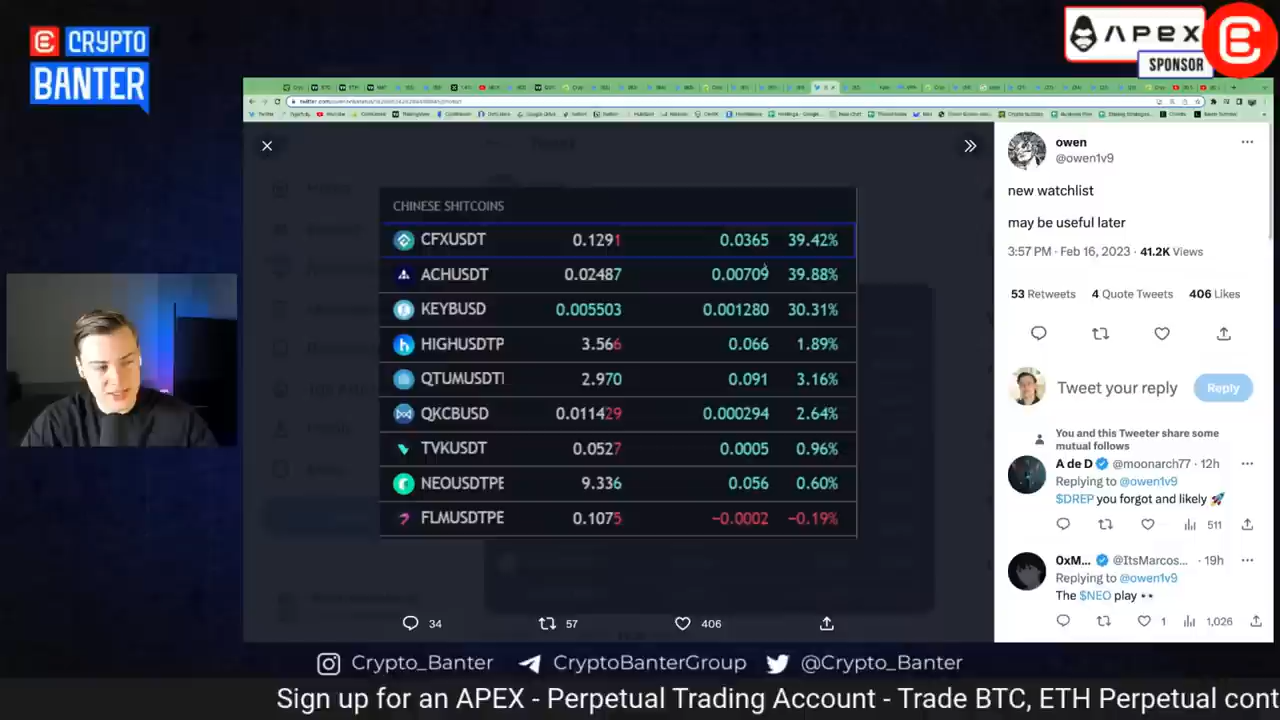 CRYPTO
BANTER
APEX
SPONSOR
CHINESE SHITCOINS
CFXUSDT 0.1291 0.0365 39.42%
ACHUSDT 0.02487 0.00709 39.88%
KEYBUSD 0.005503 0.001280 30.31%
HIGHUSDTP 3.566 0.066 1.89%
QTUMUSDT 2.970 0.091 3.16%
QKCBUSD 0.011429 0.000294 2.64%
TVKUSDT 0.0527 0.0005 0.96%
NEOUSDTPE 9.336 0.056 0.60%
FLMUSDTPE 0.1075 −0.0002 −0.19%
34 57 406
owen
@owen1v9
new watchlist
may be useful later
3:57 PM · Feb 16, 2023 · 41.2K Views
53 Retweets 4 Quote Tweets 406 Likes
Tweet your reply Reply
You and this Tweeter share some
mutual follows
A de D @moonarch77 · 12h
Replying to @owen1v9
$DREP you forgot and likely 🚀
511
0xM... @ItsMarcos... · 19h
Replying to @owen1v9
The $NEO play 👀
1 1,026
Crypto_Banter CryptoBanterGroup @Crypto_Banter
Sign up for an APEX - Perpetual Trading Account - Trade BTC, ETH Perpetual cont